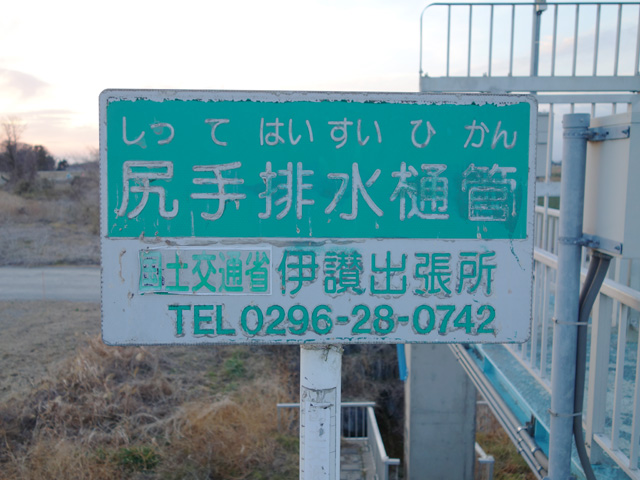 しって はいすい ひ かん
尻手排水樋管
国土交通省 伊讃出張所
TEL 0296-28-0742